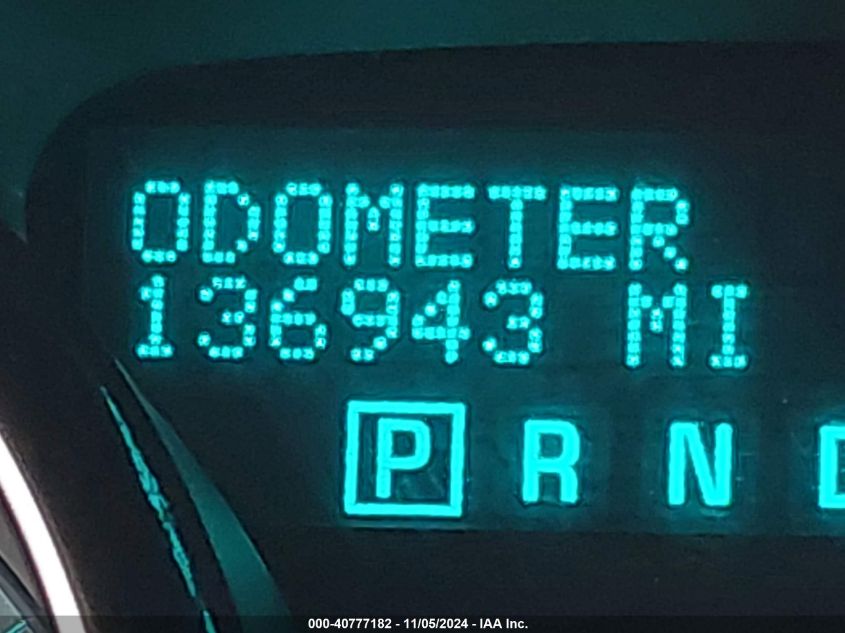 ODOMETER
136943 MI
P R N D
000-40777182 - 11/05/2024 - IAA Inc.